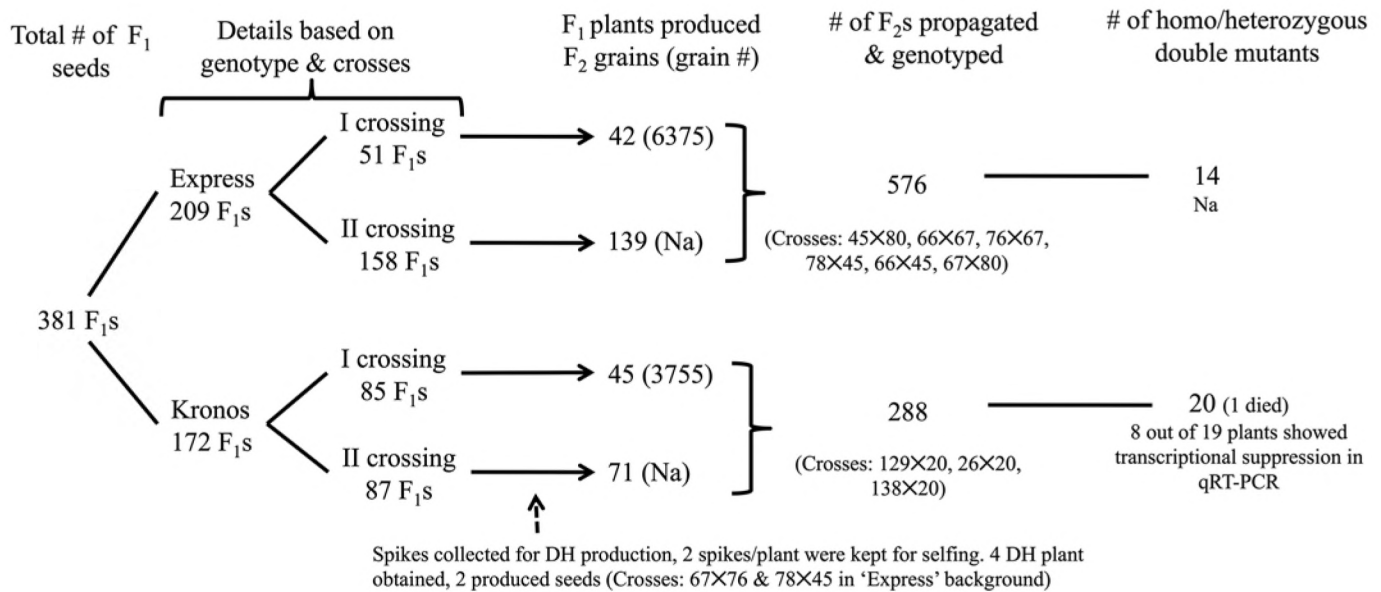 Total # of F₁
seeds
Details based on
genotype & crosses
F₁ plants produced
F₂ grains (grain #)
# of F₂s propagated
& genotyped
# of homo/heterozygous
double mutants
381 F₁s
Express
209 F₁s
I crossing
51 F₁s
42 (6375)
II crossing
158 F₁s
139 (Na)
576
(Crosses: 45×80, 66×67, 76×67,
78×45, 66×45, 67×80)
14
Na
Kronos
172 F₁s
I crossing
85 F₁s
45 (3755)
II crossing
87 F₁s
71 (Na)
288
(Crosses: 129×20, 26×20,
138×20)
20 (1 died)
8 out of 19 plants showed
transcriptional suppression in
qRT-PCR
Spikes collected for DH production, 2 spikes/plant were kept for selfing. 4 DH plant
obtained, 2 produced seeds (Crosses: 67×76 & 78×45 in ‘Express’ background)